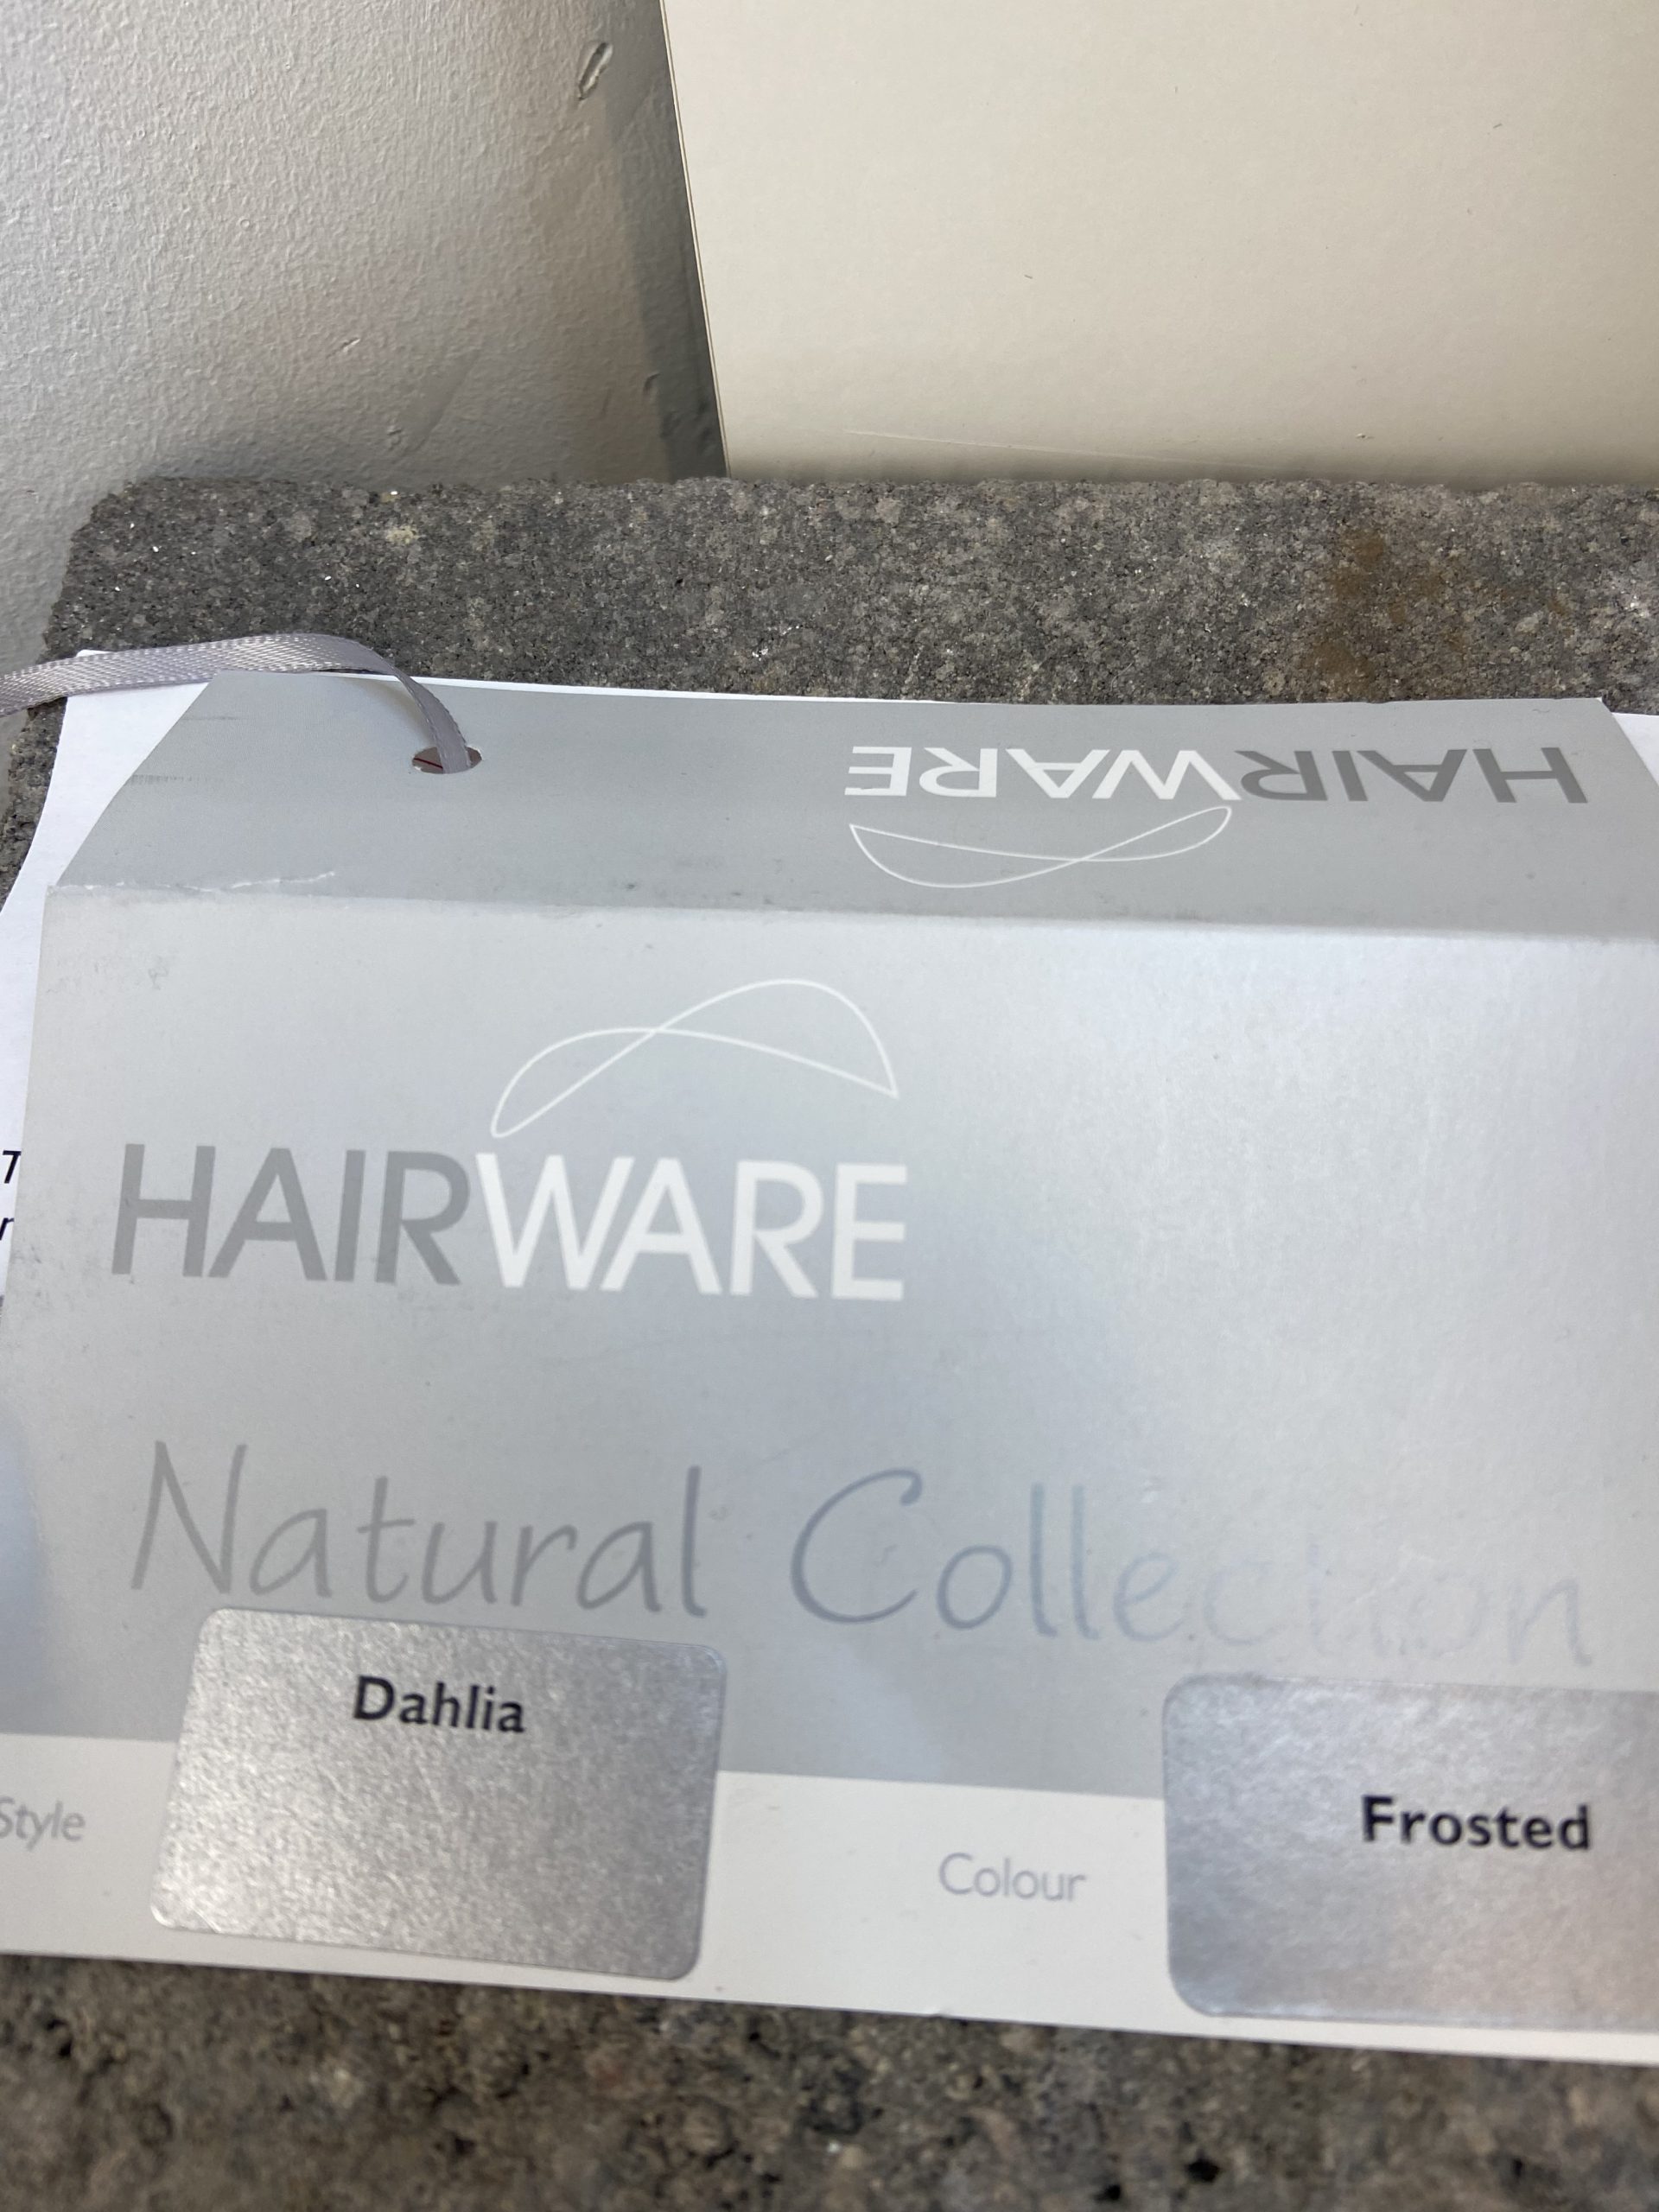 HAIRWARE
HAIRWARE
Natural Collection
Style
Dahlia
Colour
Frosted